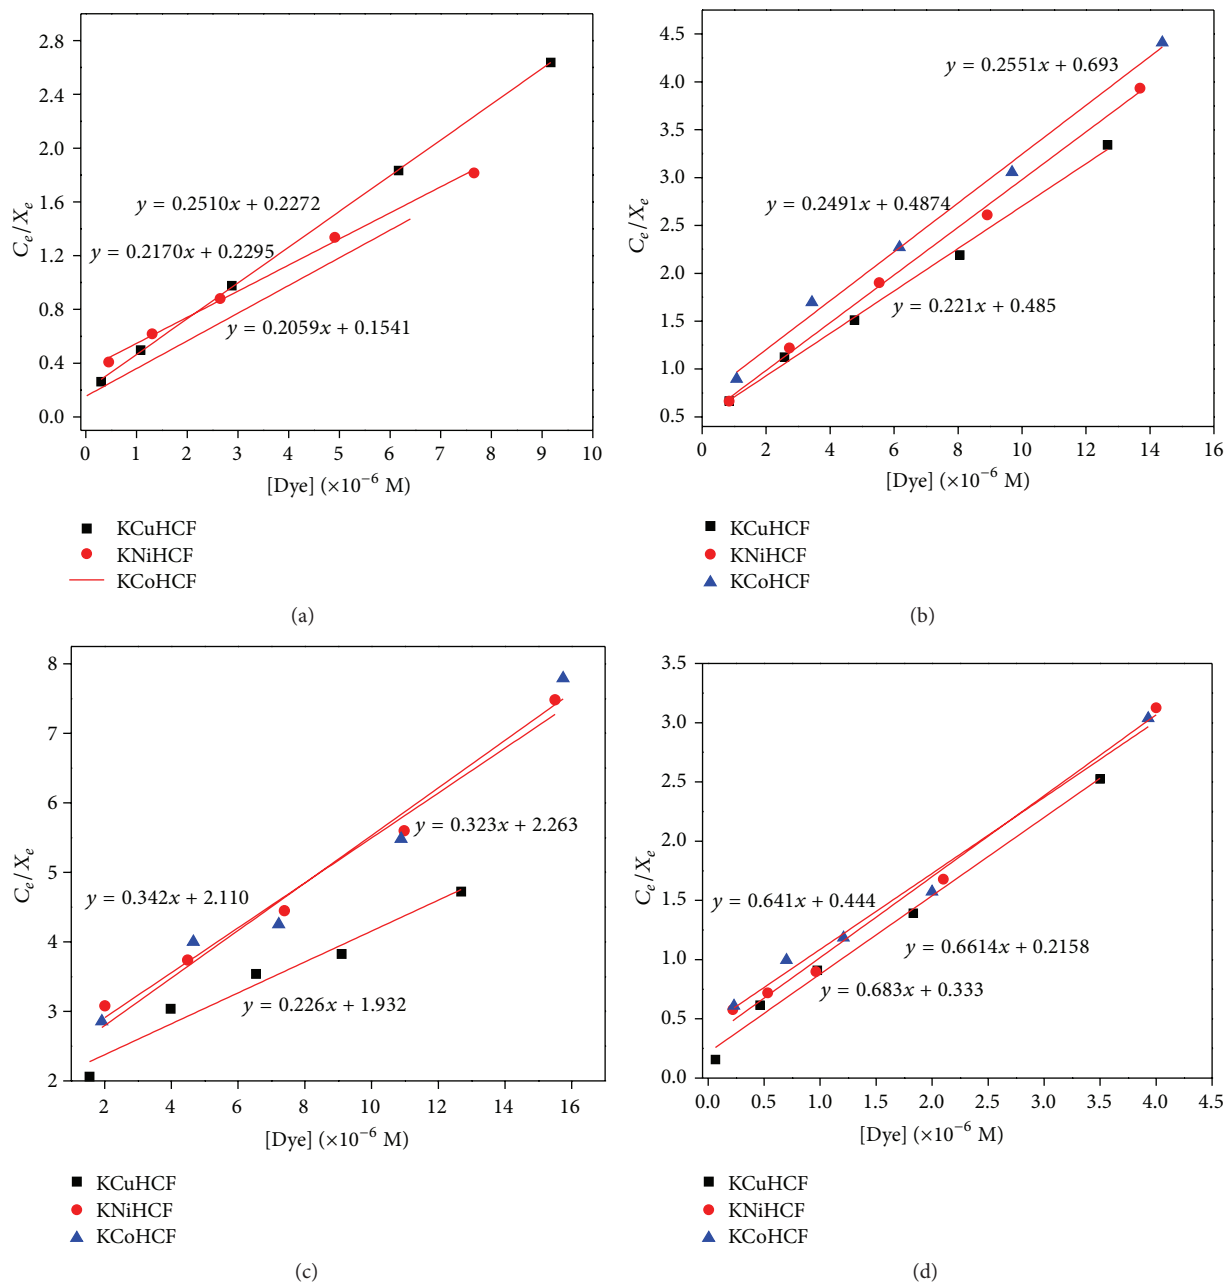 2.8
2.4
2.0
1.6
1.2
0.8
0.4
0.0
C_e/X_e
y = 0.2510x + 0.2272
y = 0.2170x + 0.2295
y = 0.2059x + 0.1541
0 1 2 3 4 5 6 7 8 9 10
[Dye] (×10⁻⁶ M)
KCuHCF
KNiHCF
KCoHCF
(a)
4.5
4.0
3.5
3.0
2.5
2.0
1.5
1.0
0.5
C_e/X_e
y = 0.2551x + 0.693
y = 0.2491x + 0.4874
y = 0.221x + 0.485
0 2 4 6 8 10 12 14 16
[Dye] (×10⁻⁶ M)
KCuHCF
KNiHCF
KCoHCF
(b)
8
7
6
5
4
3
2
C_e/X_e
y = 0.323x + 2.263
y = 0.342x + 2.110
y = 0.226x + 1.932
2 4 6 8 10 12 14 16
[Dye] (×10⁻⁶ M)
KCuHCF
KNiHCF
KCoHCF
(c)
3.5
3.0
2.5
2.0
1.5
1.0
0.5
0.0
C_e/X_e
y = 0.641x + 0.444
y = 0.6614x + 0.2158
y = 0.683x + 0.333
0.0 0.5 1.0 1.5 2.0 2.5 3.0 3.5 4.0 4.5
[Dye] (×10⁻⁶ M)
KCuHCF
KNiHCF
KCoHCF
(d)